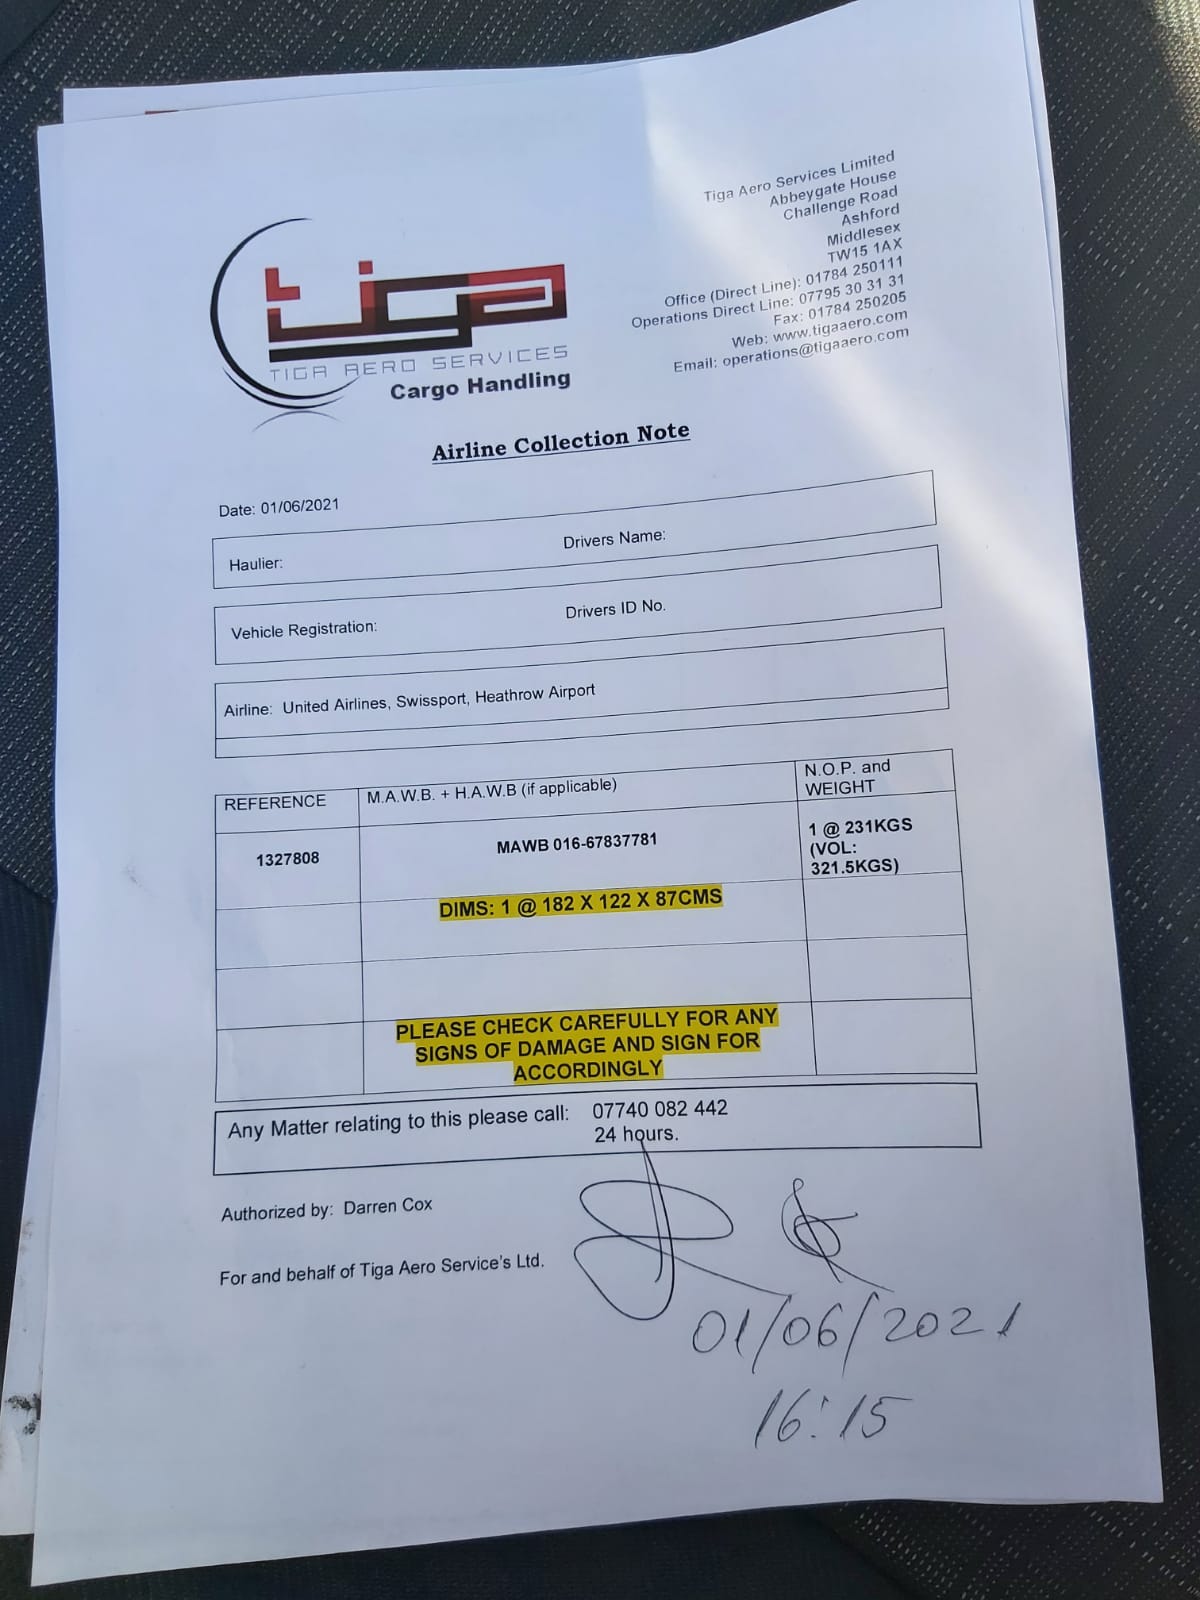 Tiga Aero Services Limited
Abbeygate House
Challenge Road
Ashford
Middlesex
TW15 1AX
Office (Direct Line): 01784 250111
Operations Direct Line: 07795 30 31 31
Fax: 01784 250205
Web: www.tigaaero.com
Email: operations@tigaaero.com
tiga
TIGA AERO SERVICES
Cargo Handling
Airline Collection Note
Date: 01/06/2021
Haulier: Drivers Name:
Vehicle Registration: Drivers ID No.
Airline: United Airlines, Swissport, Heathrow Airport
REFERENCE
M.A.W.B. + H.A.W.B (if applicable)
N.O.P. and
WEIGHT
1327808
MAWB 016-67837781
1 @ 231KGS
(VOL:
321.5KGS)
DIMS: 1 @ 182 X 122 X 87CMS
PLEASE CHECK CAREFULLY FOR ANY
SIGNS OF DAMAGE AND SIGN FOR
ACCORDINGLY
Any Matter relating to this please call: 07740 082 442
24 hours.
Authorized by: Darren Cox
For and behalf of Tiga Aero Service's Ltd.
01/06/2021
16:15